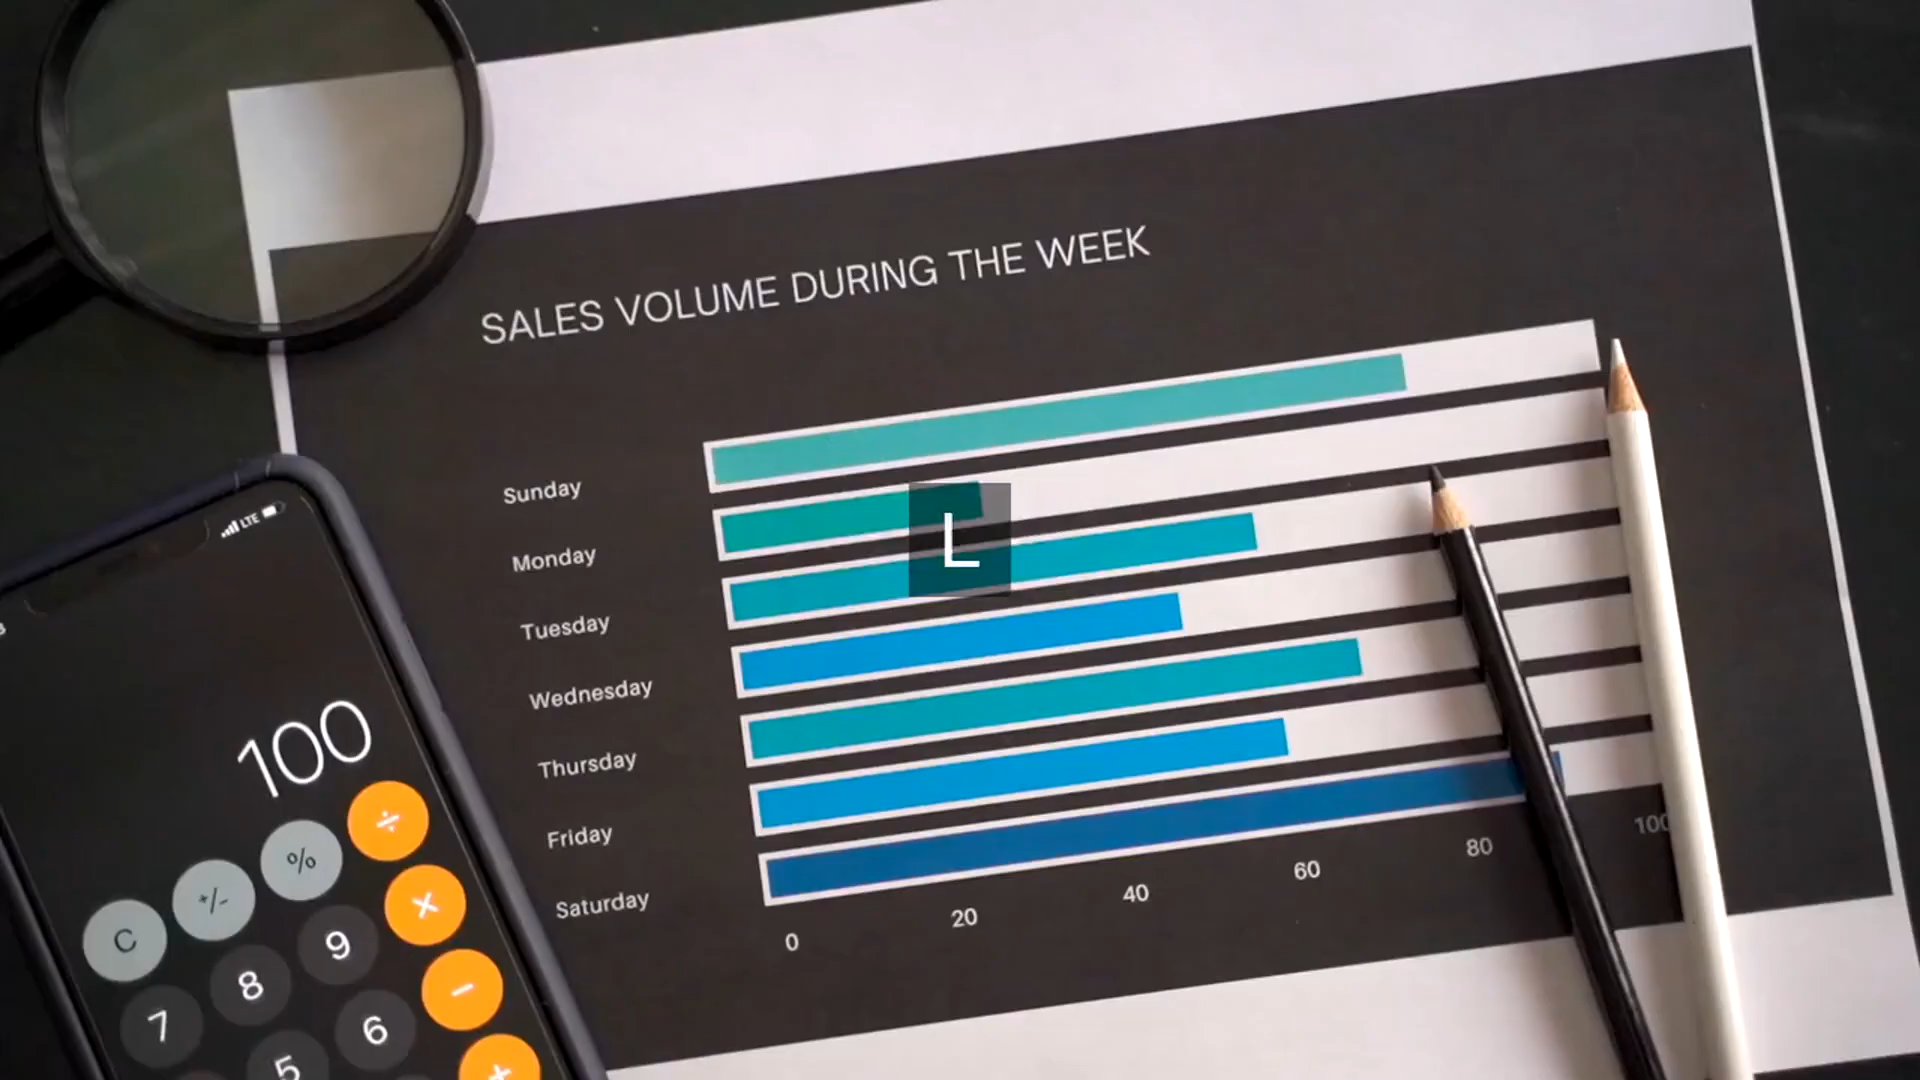 SALES VOLUME DURING THE WEEK
Sunday
Monday
Tuesday
Wednesday
Thursday
Friday
Saturday
0 20 40 60 80 100
L
LTE
100
C +/- % ÷
7 8 9 ×
5 6 −
+